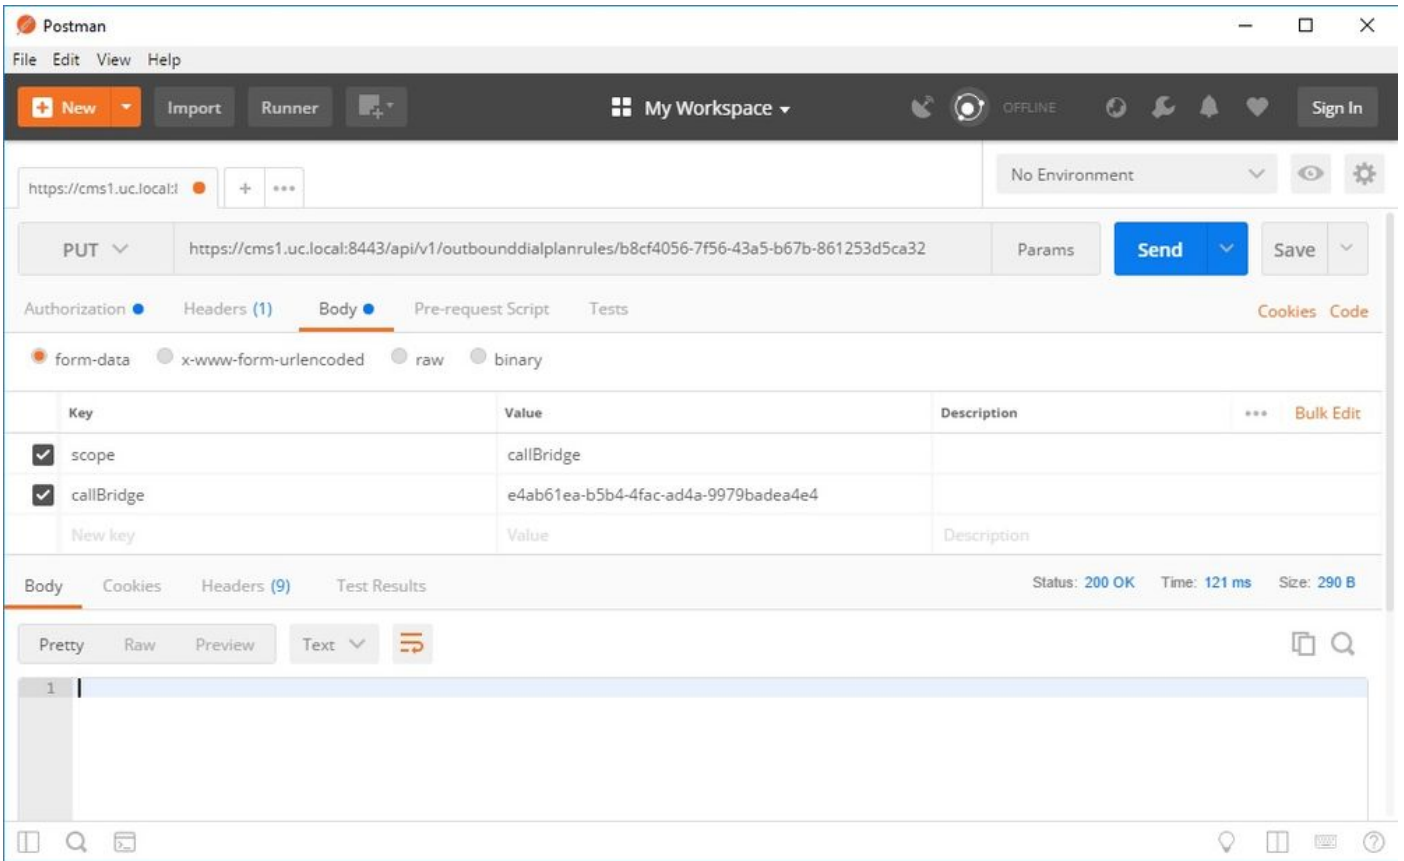 Postman
File Edit View Help
New Import Runner My Workspace OFFLINE Sign In
https://cms1.uc.local:8 + ••• No Environment
PUT https://cms1.uc.local:8443/api/v1/outbounddialplanrules/b8cf4056-7f56-43a5-b67b-861253d5ca32 Params Send Save
Authorization Headers (1) Body Pre-request Script Tests Cookies Code
form-data x-www-form-urlencoded raw binary
Key Value Description ••• Bulk Edit
scope callBridge
callBridge e4ab61ea-b5b4-4fac-ad4a-9979badea4e4
New key Value Description
Body Cookies Headers (9) Test Results Status: 200 OK Time: 121 ms Size: 290 B
Pretty Raw Preview Text
1